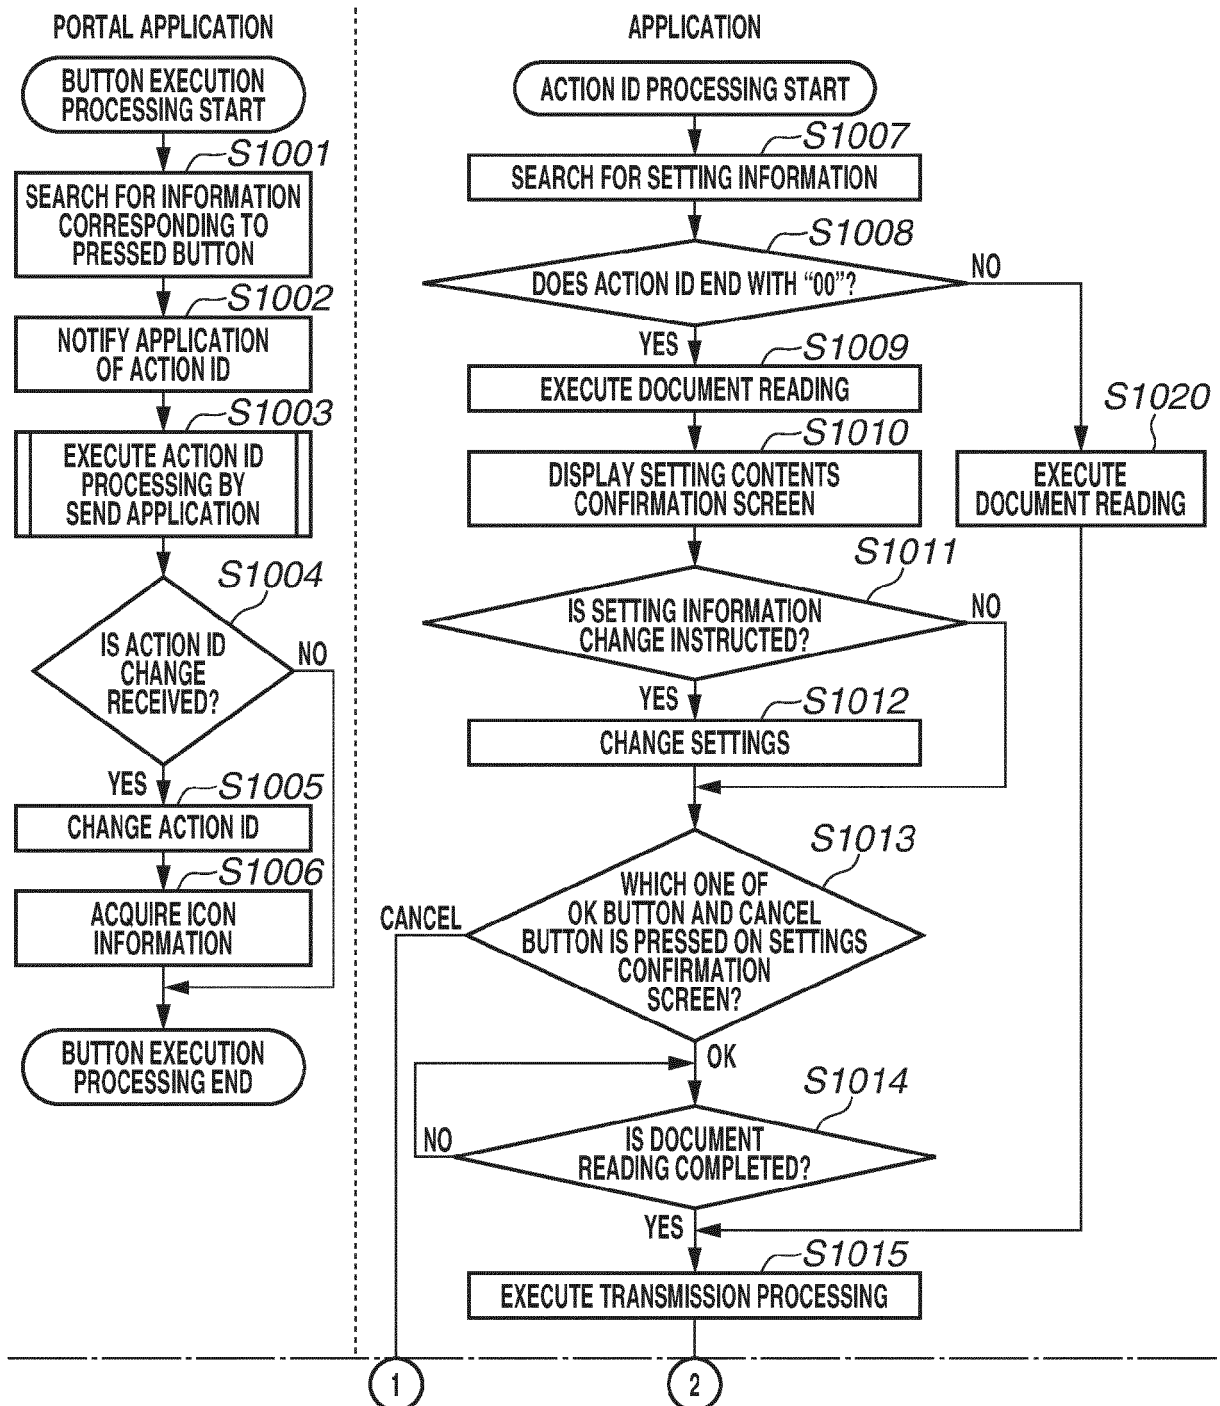 PORTAL APPLICATION
BUTTON EXECUTION
PROCESSING START
S1001
SEARCH FOR INFORMATION
CORRESPONDING TO
PRESSED BUTTON
S1002
NOTIFY APPLICATION
OF ACTION ID
S1003
EXECUTE ACTION ID
PROCESSING BY
SEND APPLICATION
S1004
IS ACTION ID
CHANGE
RECEIVED?
NO
YES
S1005
CHANGE ACTION ID
S1006
ACQUIRE ICON
INFORMATION
BUTTON EXECUTION
PROCESSING END
APPLICATION
ACTION ID PROCESSING START
S1007
SEARCH FOR SETTING INFORMATION
S1008
DOES ACTION ID END WITH “00”?
NO
YES
S1009
EXECUTE DOCUMENT READING
S1010
DISPLAY SETTING CONTENTS
CONFIRMATION SCREEN
S1020
EXECUTE
DOCUMENT READING
S1011
IS SETTING INFORMATION
CHANGE INSTRUCTED?
NO
YES
S1012
CHANGE SETTINGS
S1013
WHICH ONE OF
OK BUTTON AND CANCEL
BUTTON IS PRESSED ON SETTINGS
CONFIRMATION
SCREEN?
CANCEL
OK
S1014
IS DOCUMENT
READING COMPLETED?
NO
YES
S1015
EXECUTE TRANSMISSION PROCESSING
1
2